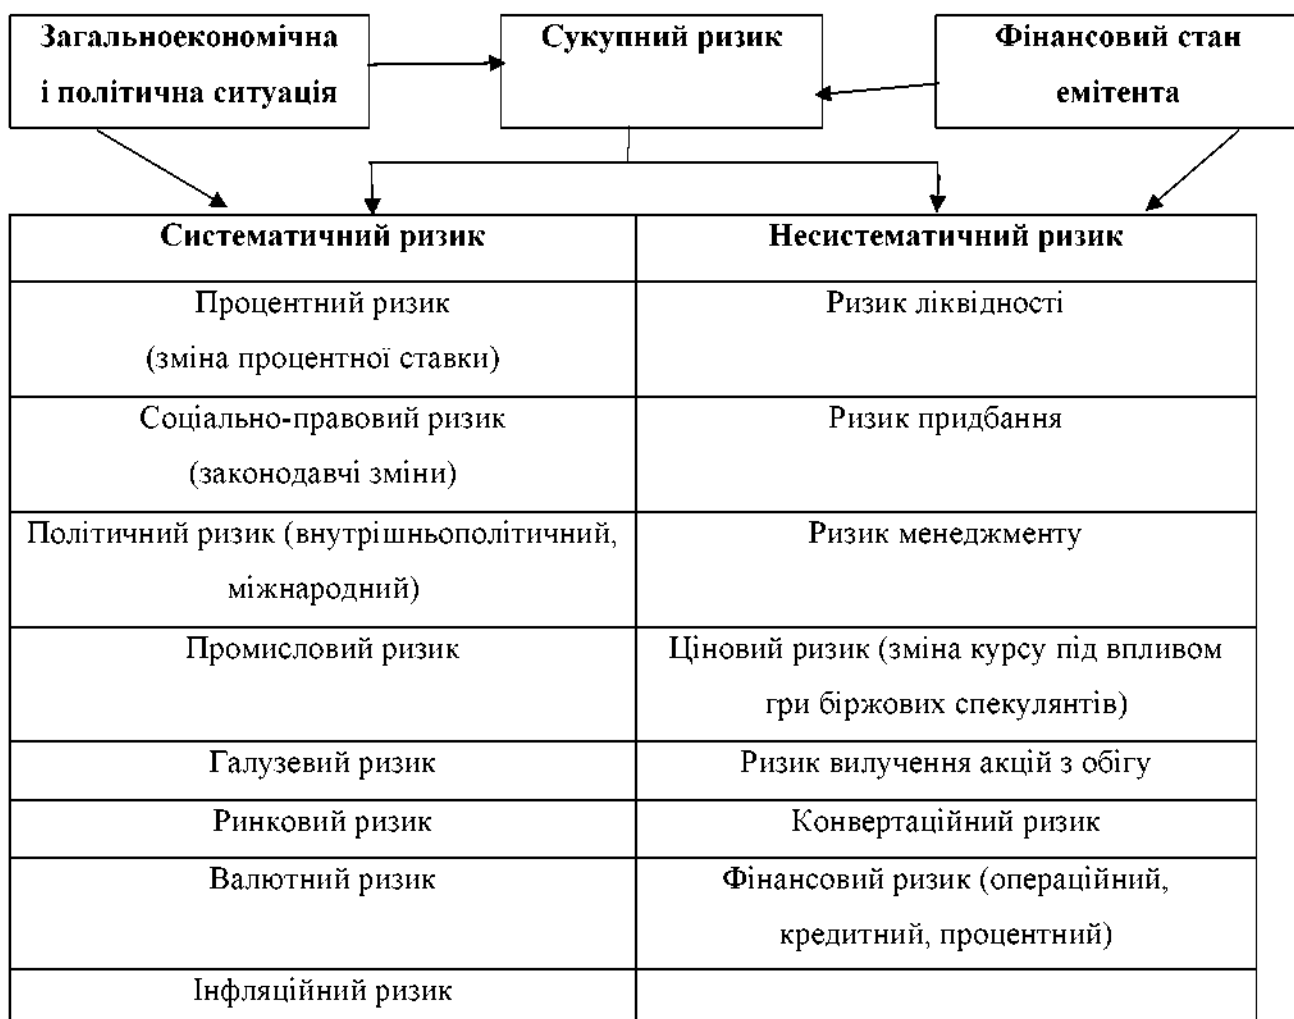 Загальноекономічна
і політична ситуація
Сукупний ризик
Фінансовий стан
емітента
Систематичний ризик
Несистематичний ризик
Процентний ризик
(зміна процентної ставки)
Ризик ліквідності
Соціально-правовий ризик
(законодавчі зміни)
Ризик придбання
Політичний ризик (внутрішньополітичний,
міжнародний)
Ризик менеджменту
Промисловий ризик
Ціновий ризик (зміна курсу під впливом
гри біржових спекулянтів)
Галузевий ризик
Ризик вилучення акцій з обігу
Ринковий ризик
Конвертаційний ризик
Валютний ризик
Фінансовий ризик (операційний,
кредитний, процентний)
Інфляційний ризик